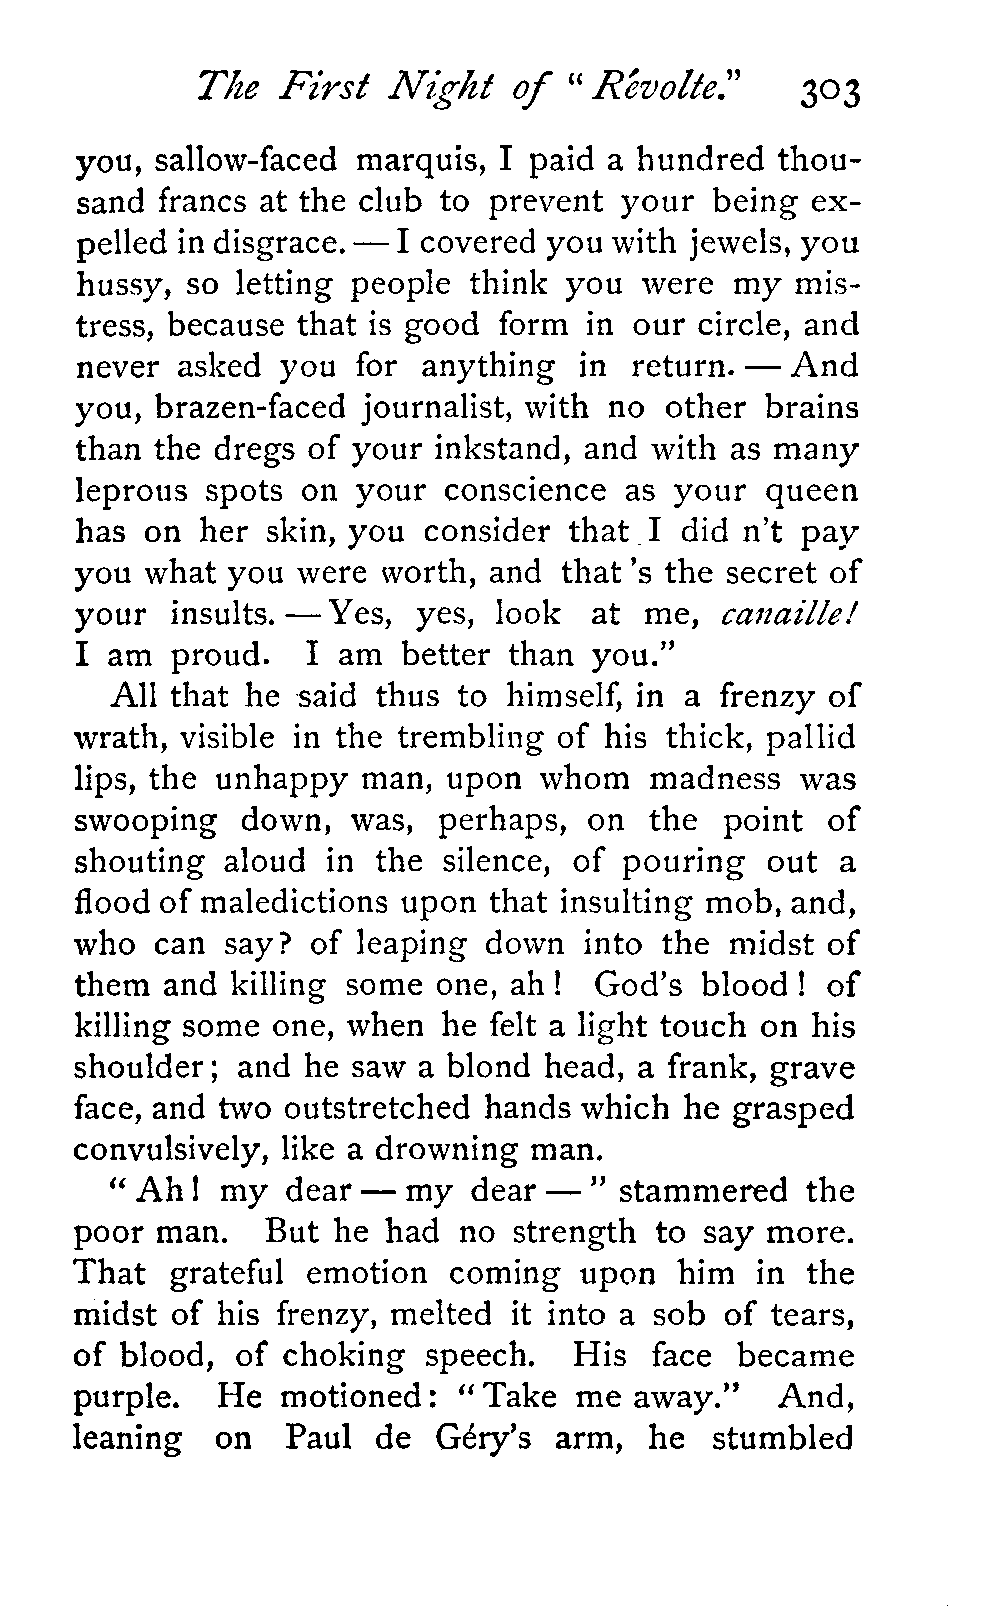 The First Night of "Révolte." 303
you, sallow-faced marquis, I paid a hundred thou-
sand francs at the club to prevent your being ex-
pelled in disgrace. — I covered you with jewels, you
hussy, so letting people think you were my mis-
tress, because that is good form in our circle, and
never asked you for anything in return. — And
you, brazen-faced journalist, with no other brains
than the dregs of your inkstand, and with as many
leprous spots on your conscience as your queen
has on her skin, you consider that I did n't pay
you what you were worth, and that 's the secret of
your insults. — Yes, yes, look at me, canaille!
I am proud. I am better than you."
All that he said thus to himself, in a frenzy of
wrath, visible in the trembling of his thick, pallid
lips, the unhappy man, upon whom madness was
swooping down, was, perhaps, on the point of
shouting aloud in the silence, of pouring out a
flood of maledictions upon that insulting mob, and,
who can say? of leaping down into the midst of
them and killing some one, ah! God's blood! of
killing some one, when he felt a light touch on his
shoulder; and he saw a blond head, a frank, grave
face, and two outstretched hands which he grasped
convulsively, like a drowning man.
"Ah! my dear — my dear — " stammered the
poor man. But he had no strength to say more.
That grateful emotion coming upon him in the
midst of his frenzy, melted it into a sob of tears,
of blood, of choking speech. His face became
purple. He motioned: "Take me away." And,
leaning on Paul de Géry's arm, he stumbled